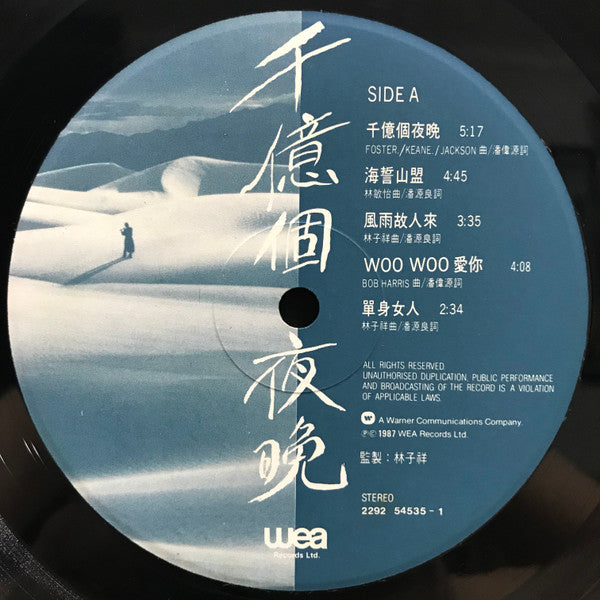 千億個夜晚
SIDE A
千億個夜晚 5:17
FOSTER./KEANE./JACKSON 曲/潘偉源詞
海誓山盟 4:45
林敏怡曲/潘源良詞
風雨故人來 3:35
林子祥曲/潘源良詞
WOO WOO 愛你 4:08
BOB HARRIS 曲/潘偉源詞
單身女人 2:34
林子祥曲/潘源良詞
ALL RIGHTS RESERVED.
UNAUTHORISED DUPLICATION, PUBLIC PERFORMANCE
AND BROADCASTING OF THE RECORD IS A VIOLATION
OF APPLICABLE LAWS.
A Warner Communications Company.
℗© 1987 WEA Records Ltd.
監製：林子祥
STEREO
2292 54535-1
wea
Records Ltd.